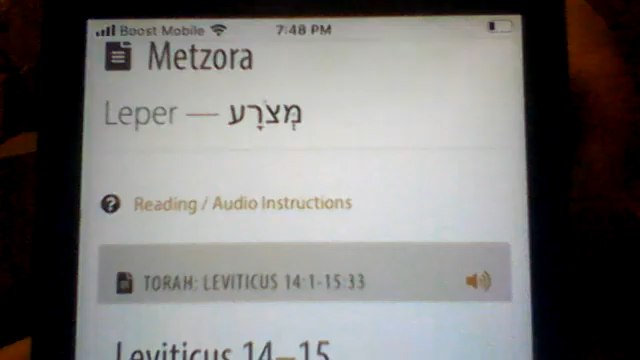 Boost Mobile 7:48 PM
Metzora
Leper — מְצֹרָע
Reading / Audio Instructions
TORAH: LEVITICUS 14:1-15:33
Leviticus 14–15